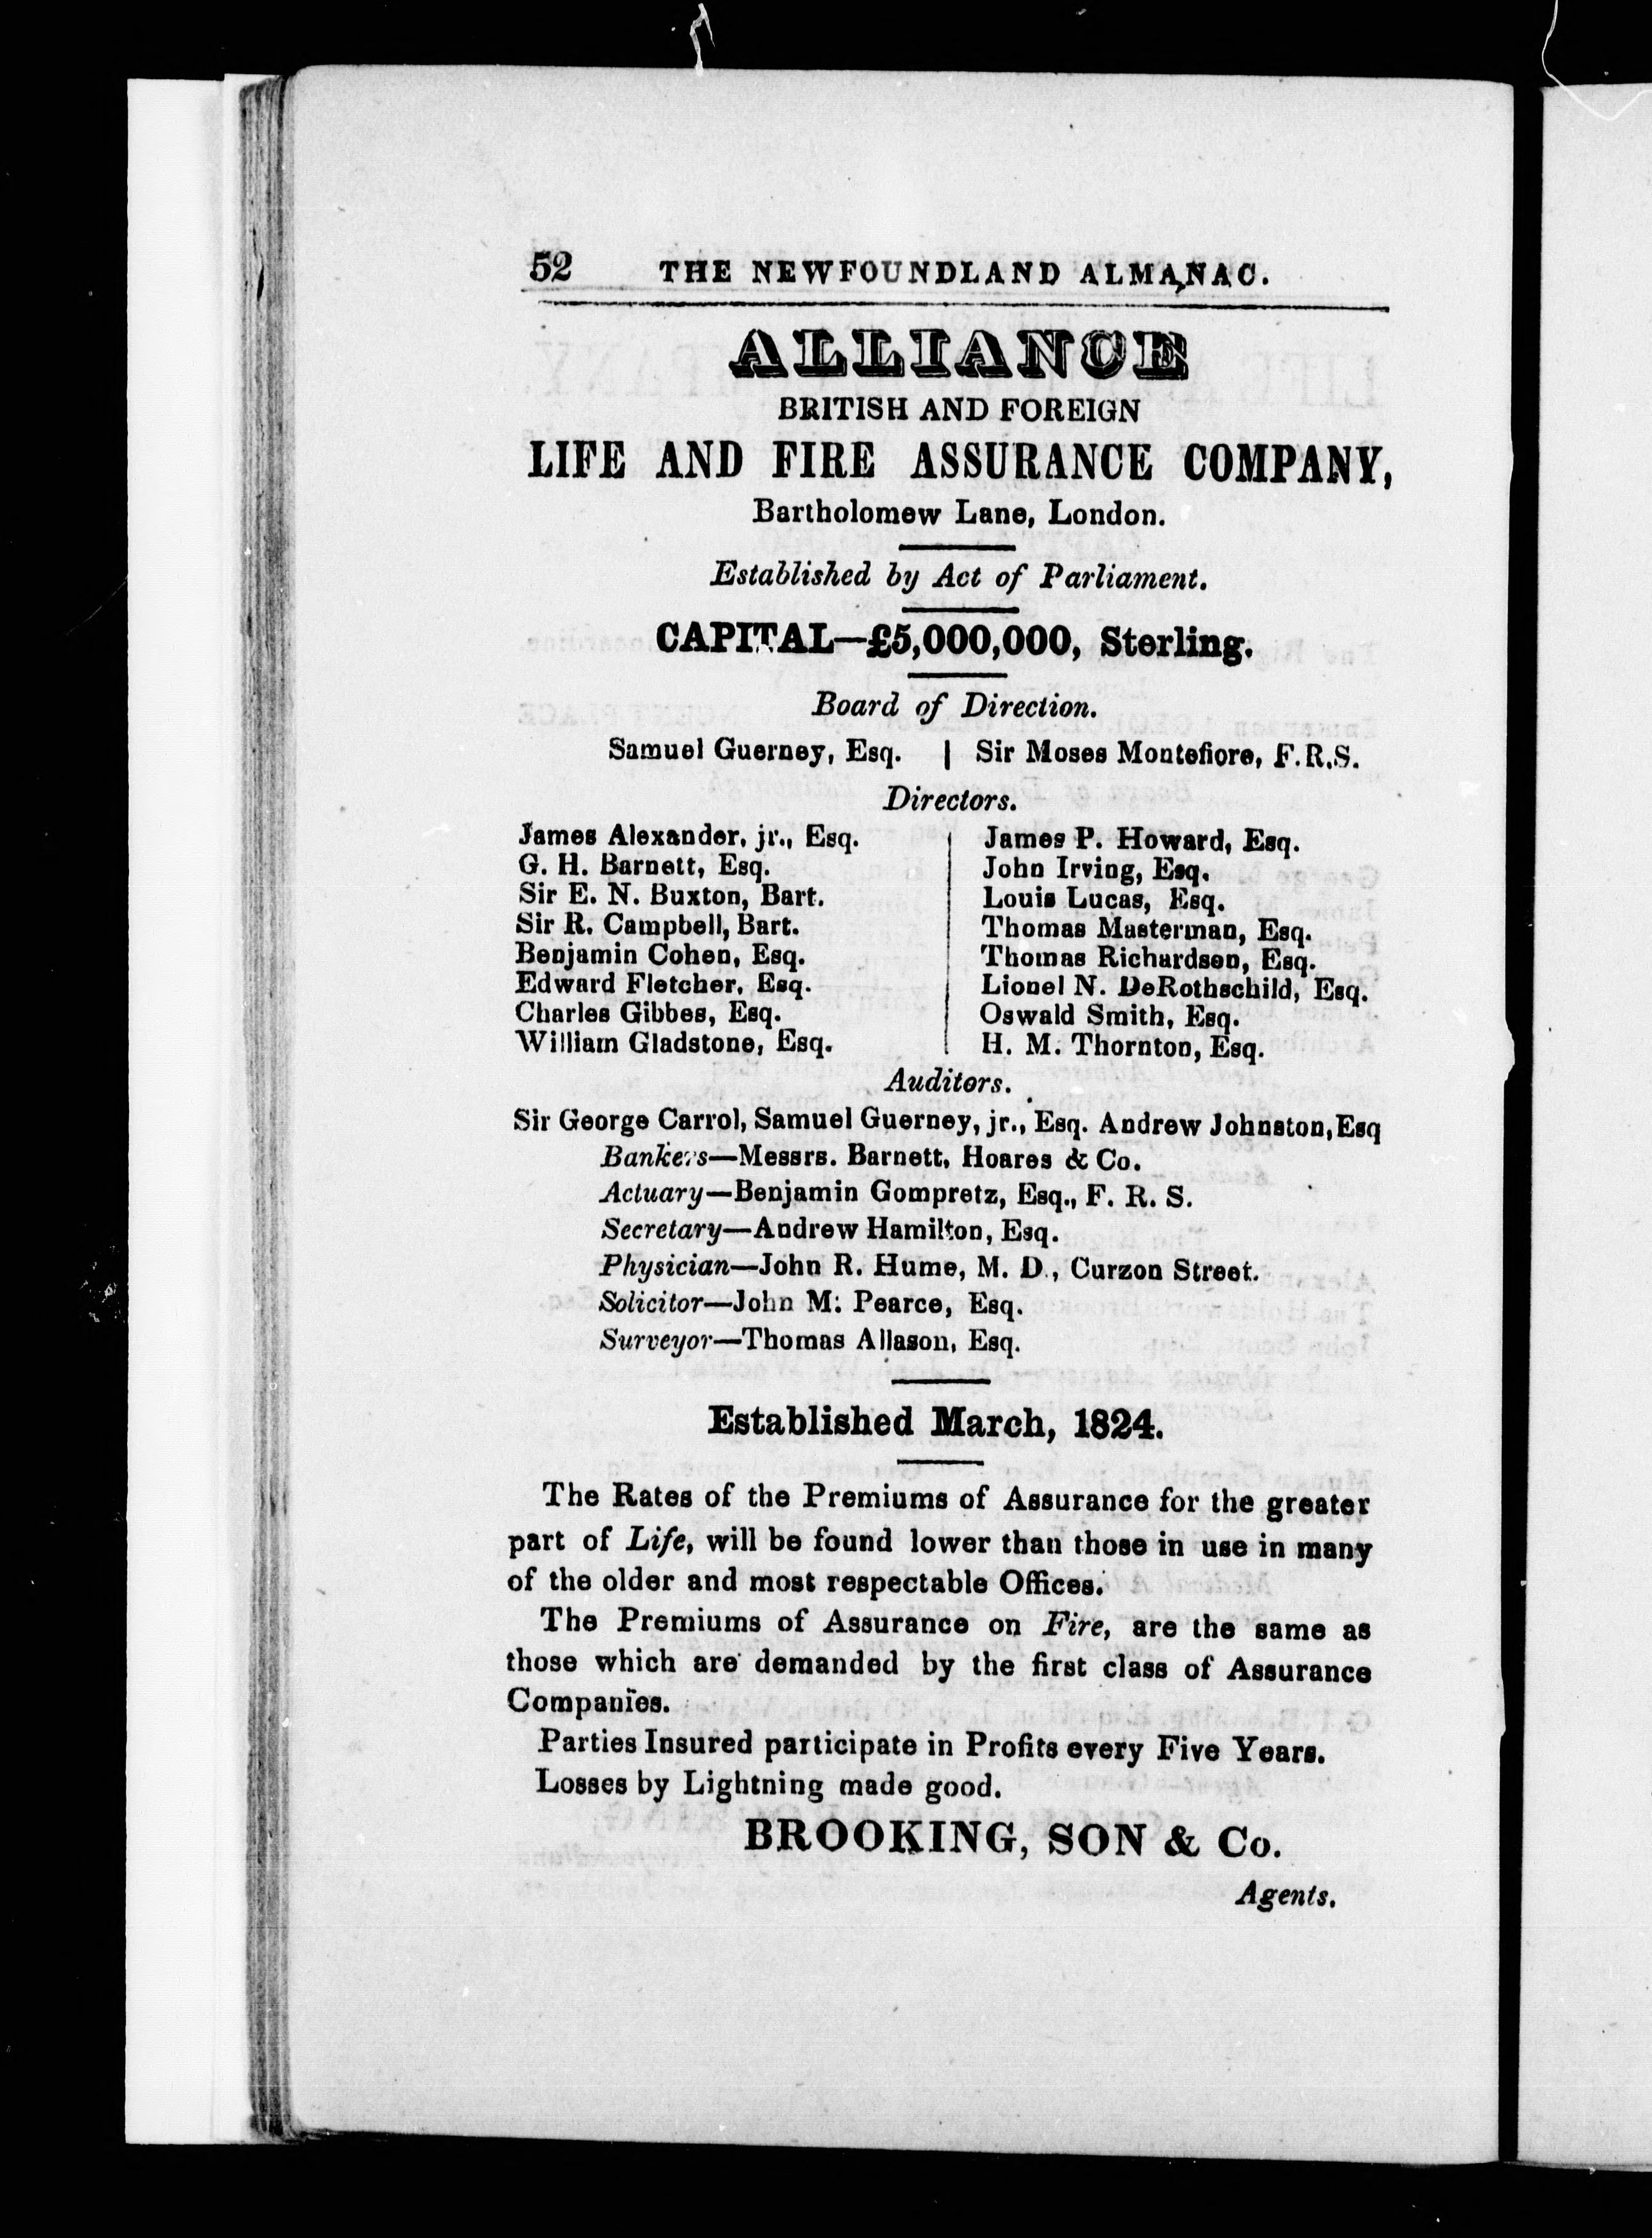 52 THE NEWFOUNDLAND ALMANAC.
ALLIANCE
BRITISH AND FOREIGN
LIFE AND FIRE ASSURANCE COMPANY,
Bartholomew Lane, London.
Established by Act of Parliament.
CAPITAL—£5,000,000, Sterling.
Board of Direction.
Samuel Guerney, Esq. | Sir Moses Montefiore, F.R.S.
Directors.
James Alexander, jr., Esq.
G. H. Barnett, Esq.
Sir E. N. Buxton, Bart.
Sir R. Campbell, Bart.
Benjamin Cohen, Esq.
Edward Fletcher, Esq.
Charles Gibbes, Esq.
William Gladstone, Esq.
James P. Howard, Esq.
John Irving, Esq.
Louis Lucas, Esq.
Thomas Masterman, Esq.
Thomas Richardson, Esq.
Lionel N. DeRothschild, Esq.
Oswald Smith, Esq.
H. M. Thornton, Esq.
Auditors.
Sir George Carrol, Samuel Guerney, jr., Esq. Andrew Johnston, Esq
Bankers—Messrs. Barnett, Hoares & Co.
Actuary—Benjamin Gompretz, Esq., F. R. S.
Secretary—Andrew Hamilton, Esq.
Physician—John R. Hume, M. D., Curzon Street.
Solicitor—John M: Pearce, Esq.
Surveyor—Thomas Allason, Esq.
Established March, 1824.
The Rates of the Premiums of Assurance for the greater
part of Life, will be found lower than those in use in many
of the older and most respectable Offices.
The Premiums of Assurance on Fire, are the same as
those which are demanded by the first class of Assurance
Companies.
Parties Insured participate in Profits every Five Years.
Losses by Lightning made good.
BROOKING, SON & Co.
Agents.